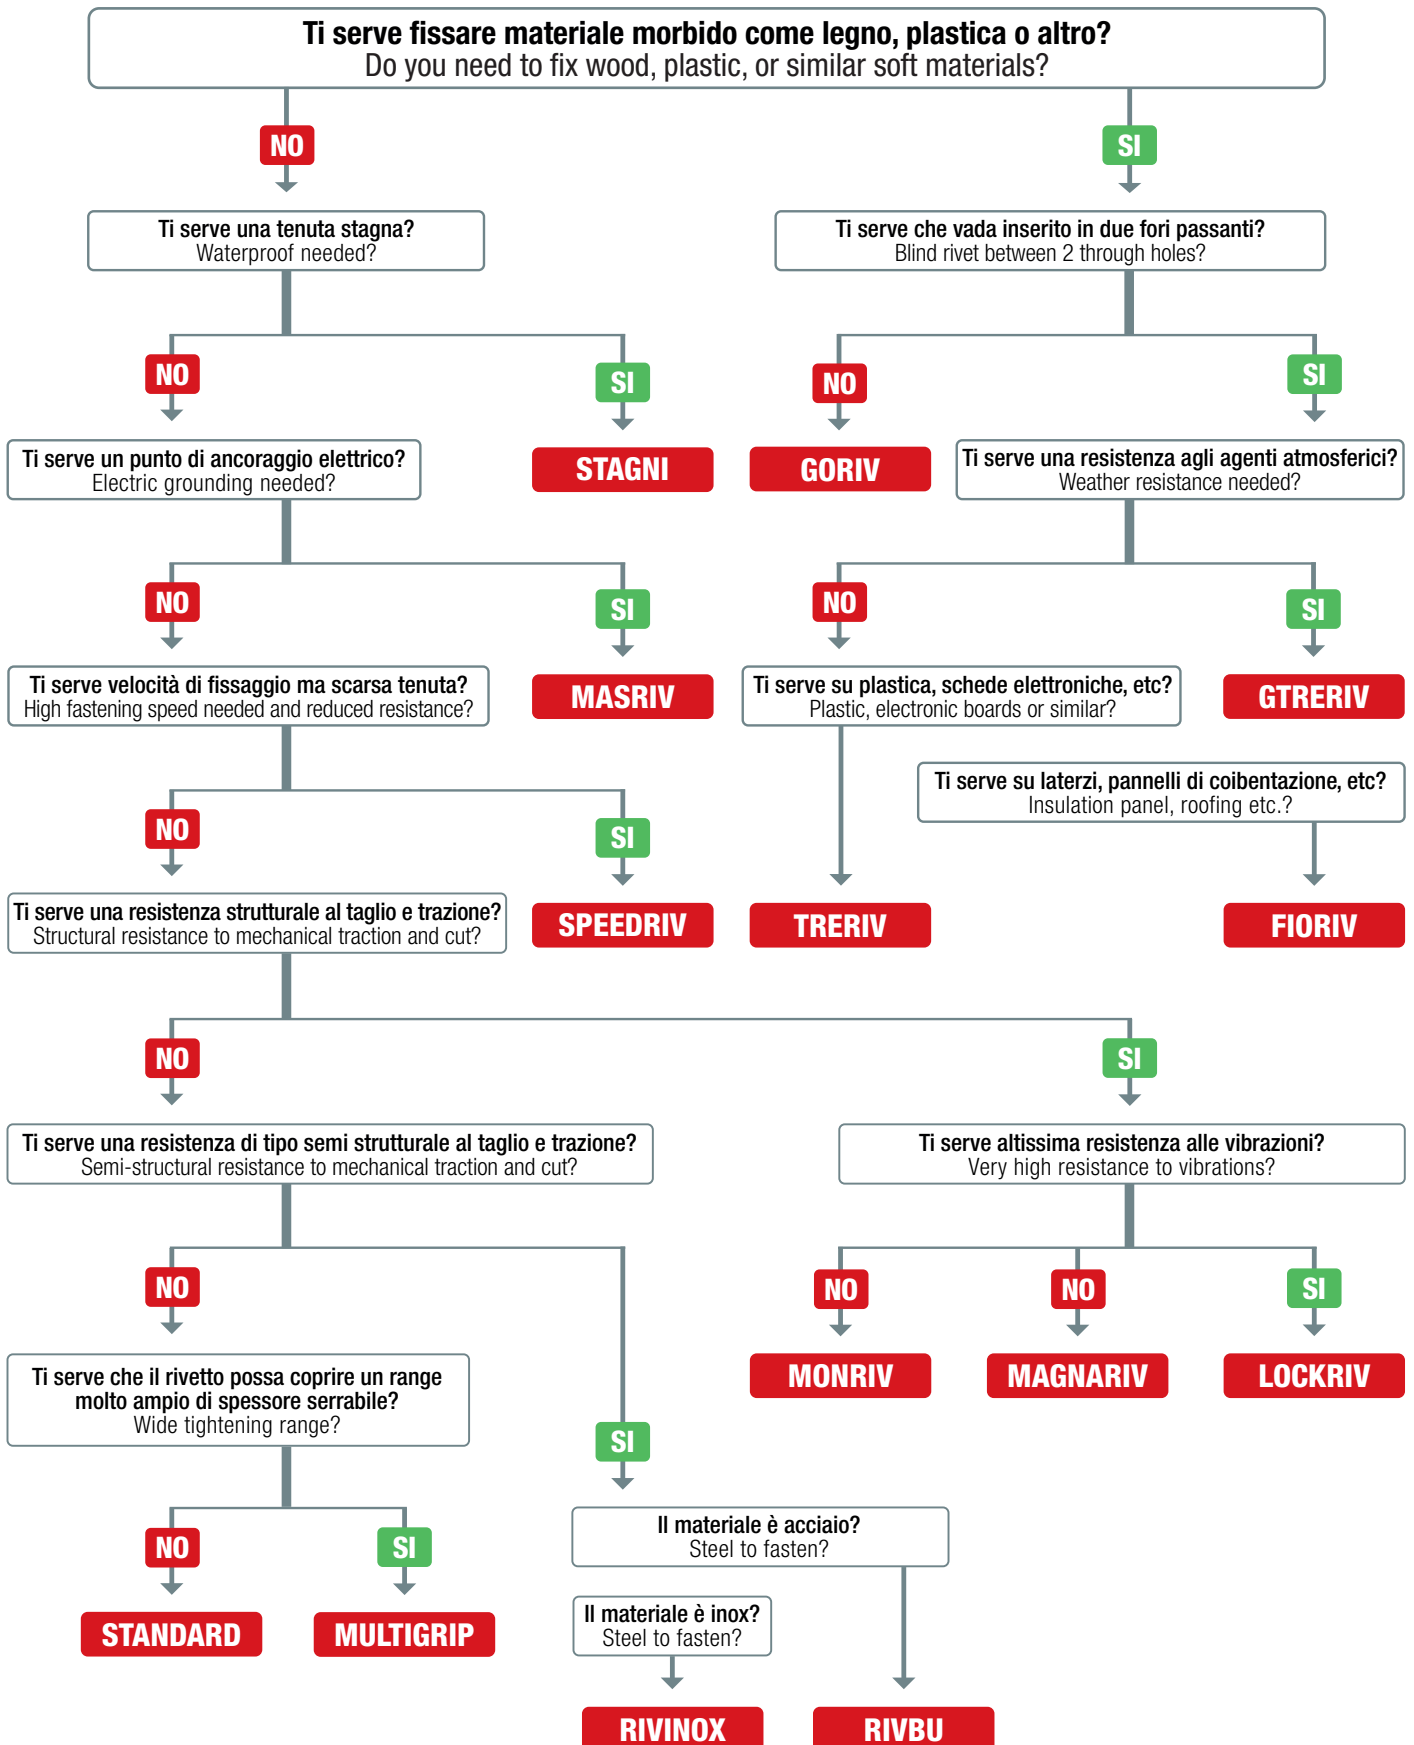 Ti serve fissare materiale morbido come legno, plastica o altro?
Do you need to fix wood, plastic, or similar soft materials?
NO
SI
Ti serve una tenuta stagna?
Waterproof needed?
Ti serve che vada inserito in due fori passanti?
Blind rivet between 2 through holes?
NO
SI
NO
SI
Ti serve un punto di ancoraggio elettrico?
Electric grounding needed?
STAGNI
GORIV
Ti serve una resistenza agli agenti atmosferici?
Weather resistance needed?
NO
SI
NO
SI
Ti serve velocità di fissaggio ma scarsa tenuta?
High fastening speed needed and reduced resistance?
MASRIV
Ti serve su plastica, schede elettroniche, etc?
Plastic, electronic boards or similar?
GTRERIV
Ti serve su laterzi, pannelli di coibentazione, etc?
Insulation panel, roofing etc.?
NO
SI
Ti serve una resistenza strutturale al taglio e trazione?
Structural resistance to mechanical traction and cut?
SPEEDRIV
TRERIV
FIORIV
NO
SI
Ti serve una resistenza di tipo semi strutturale al taglio e trazione?
Semi-structural resistance to mechanical traction and cut?
Ti serve altissima resistenza alle vibrazioni?
Very high resistance to vibrations?
NO
NO
NO
SI
Ti serve che il rivetto possa coprire un range
molto ampio di spessore serrabile?
Wide tightening range?
MONRIV
MAGNARIV
LOCKRIV
SI
Il materiale è acciaio?
Steel to fasten?
NO
SI
Il materiale è inox?
Steel to fasten?
STANDARD
MULTIGRIP
RIVINOX
RIVBU